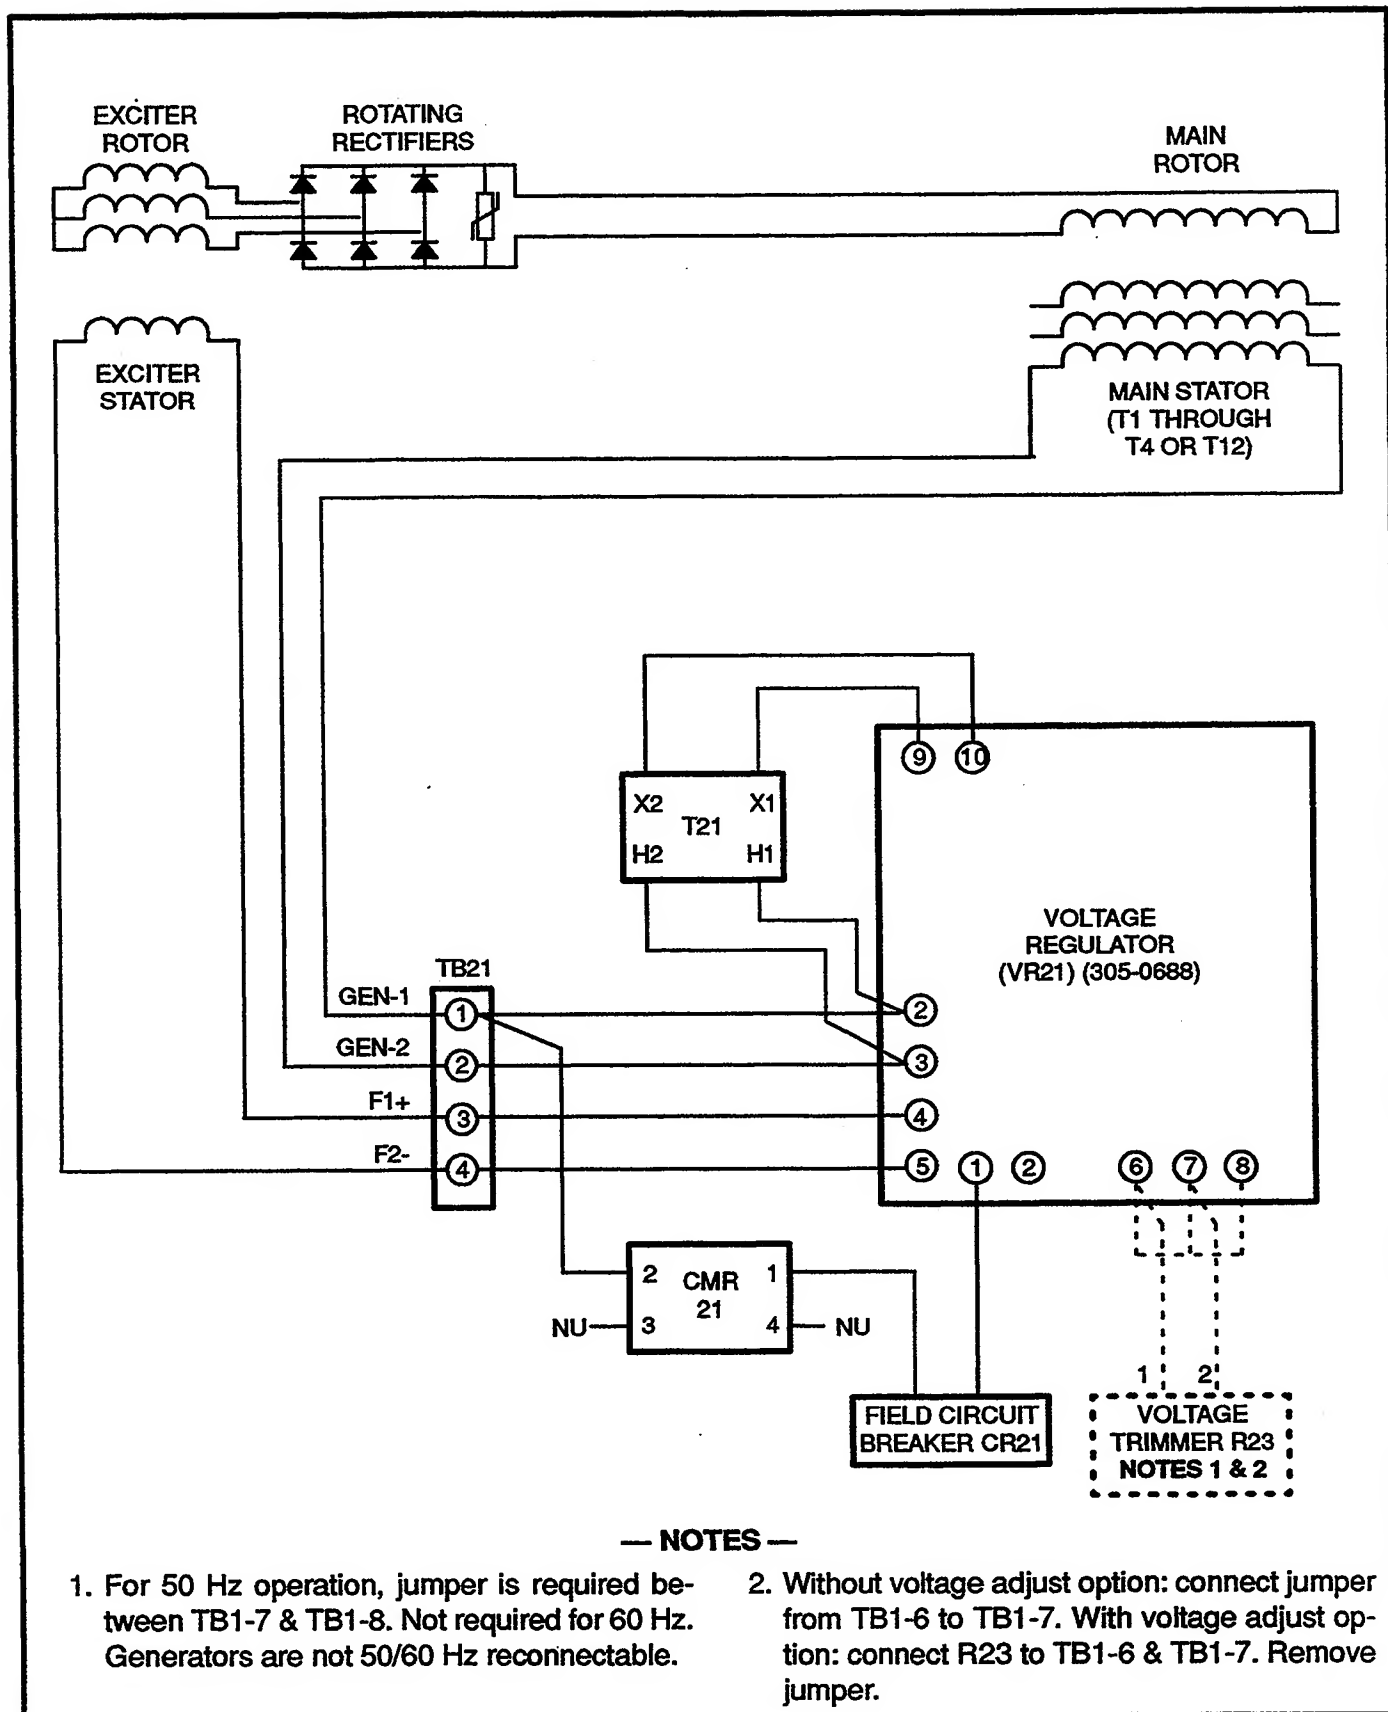 EXCITER
ROTOR
ROTATING
RECTIFIERS
MAIN
ROTOR
EXCITER
STATOR
MAIN STATOR
(T1 THROUGH
T4 OR T12)
9
10
X2
X1
T21
H2
H1
VOLTAGE
REGULATOR
(VR21) (305-0688)
TB21
GEN-1
1
2
GEN-2
2
3
F1+
3
4
F2-
4
5
1
2
6
7
8
2
CMR
1
21
NU
3
4
NU
1
2
FIELD CIRCUIT
BREAKER CR21
VOLTAGE
TRIMMER R23
NOTES 1 & 2
— NOTES —
1. For 50 Hz operation, jumper is required be-
tween TB1-7 & TB1-8. Not required for 60 Hz.
Generators are not 50/60 Hz reconnectable.
2. Without voltage adjust option: connect jumper
from TB1-6 to TB1-7. With voltage adjust op-
tion: connect R23 to TB1-6 & TB1-7. Remove
jumper.